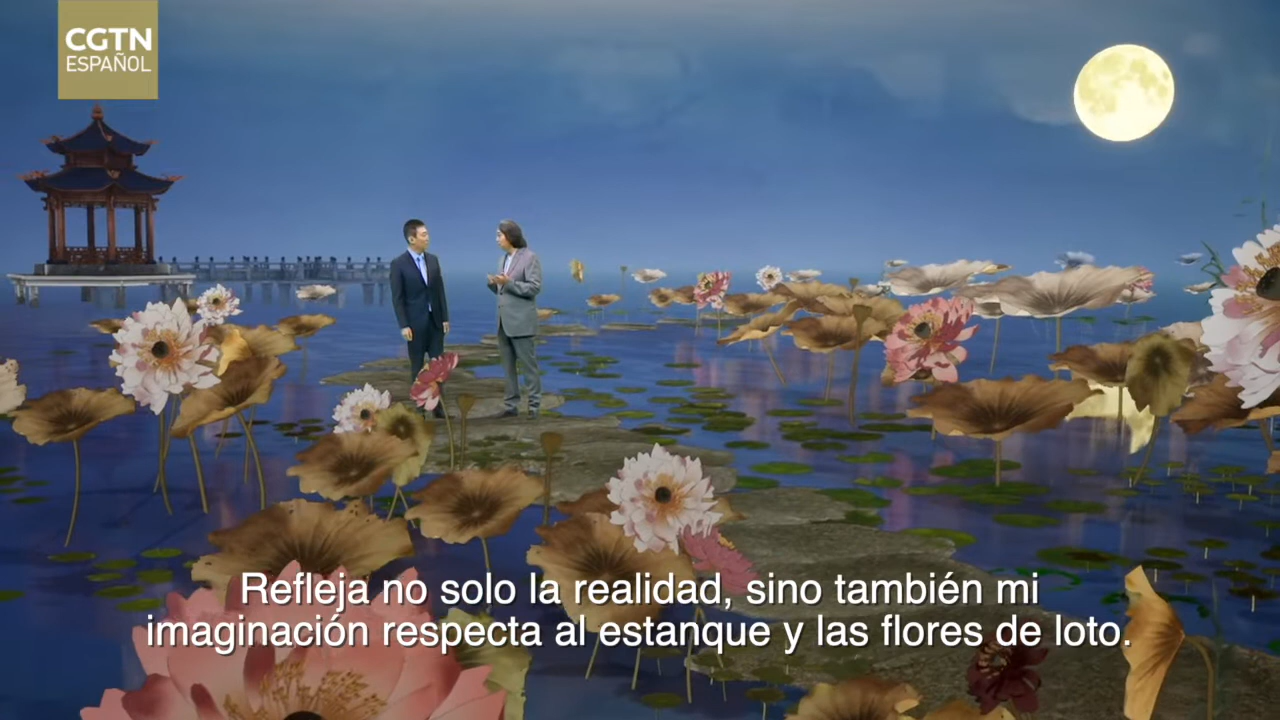 CGTN
ESPAÑOL
Refleja no solo la realidad, sino también mi
imaginación respecta al estanque y las flores de loto.